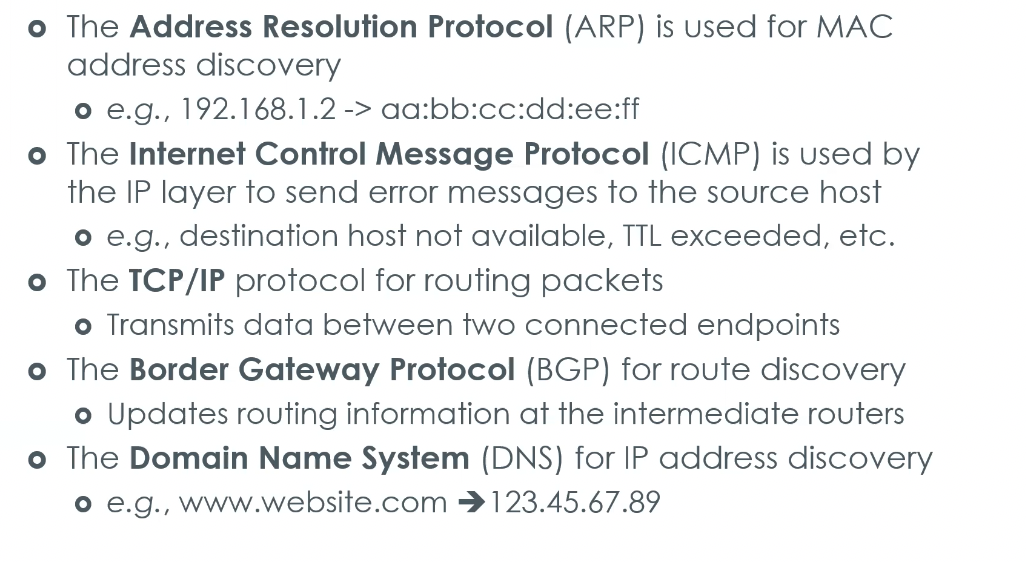 The Address Resolution Protocol (ARP) is used for MAC
address discovery
e.g., 192.168.1.2 -> aa:bb:cc:dd:ee:ff
The Internet Control Message Protocol (ICMP) is used by
the IP layer to send error messages to the source host
e.g., destination host not available, TTL exceeded, etc.
The TCP/IP protocol for routing packets
Transmits data between two connected endpoints
The Border Gateway Protocol (BGP) for route discovery
Updates routing information at the intermediate routers
The Domain Name System (DNS) for IP address discovery
e.g., www.website.com ➔123.45.67.89